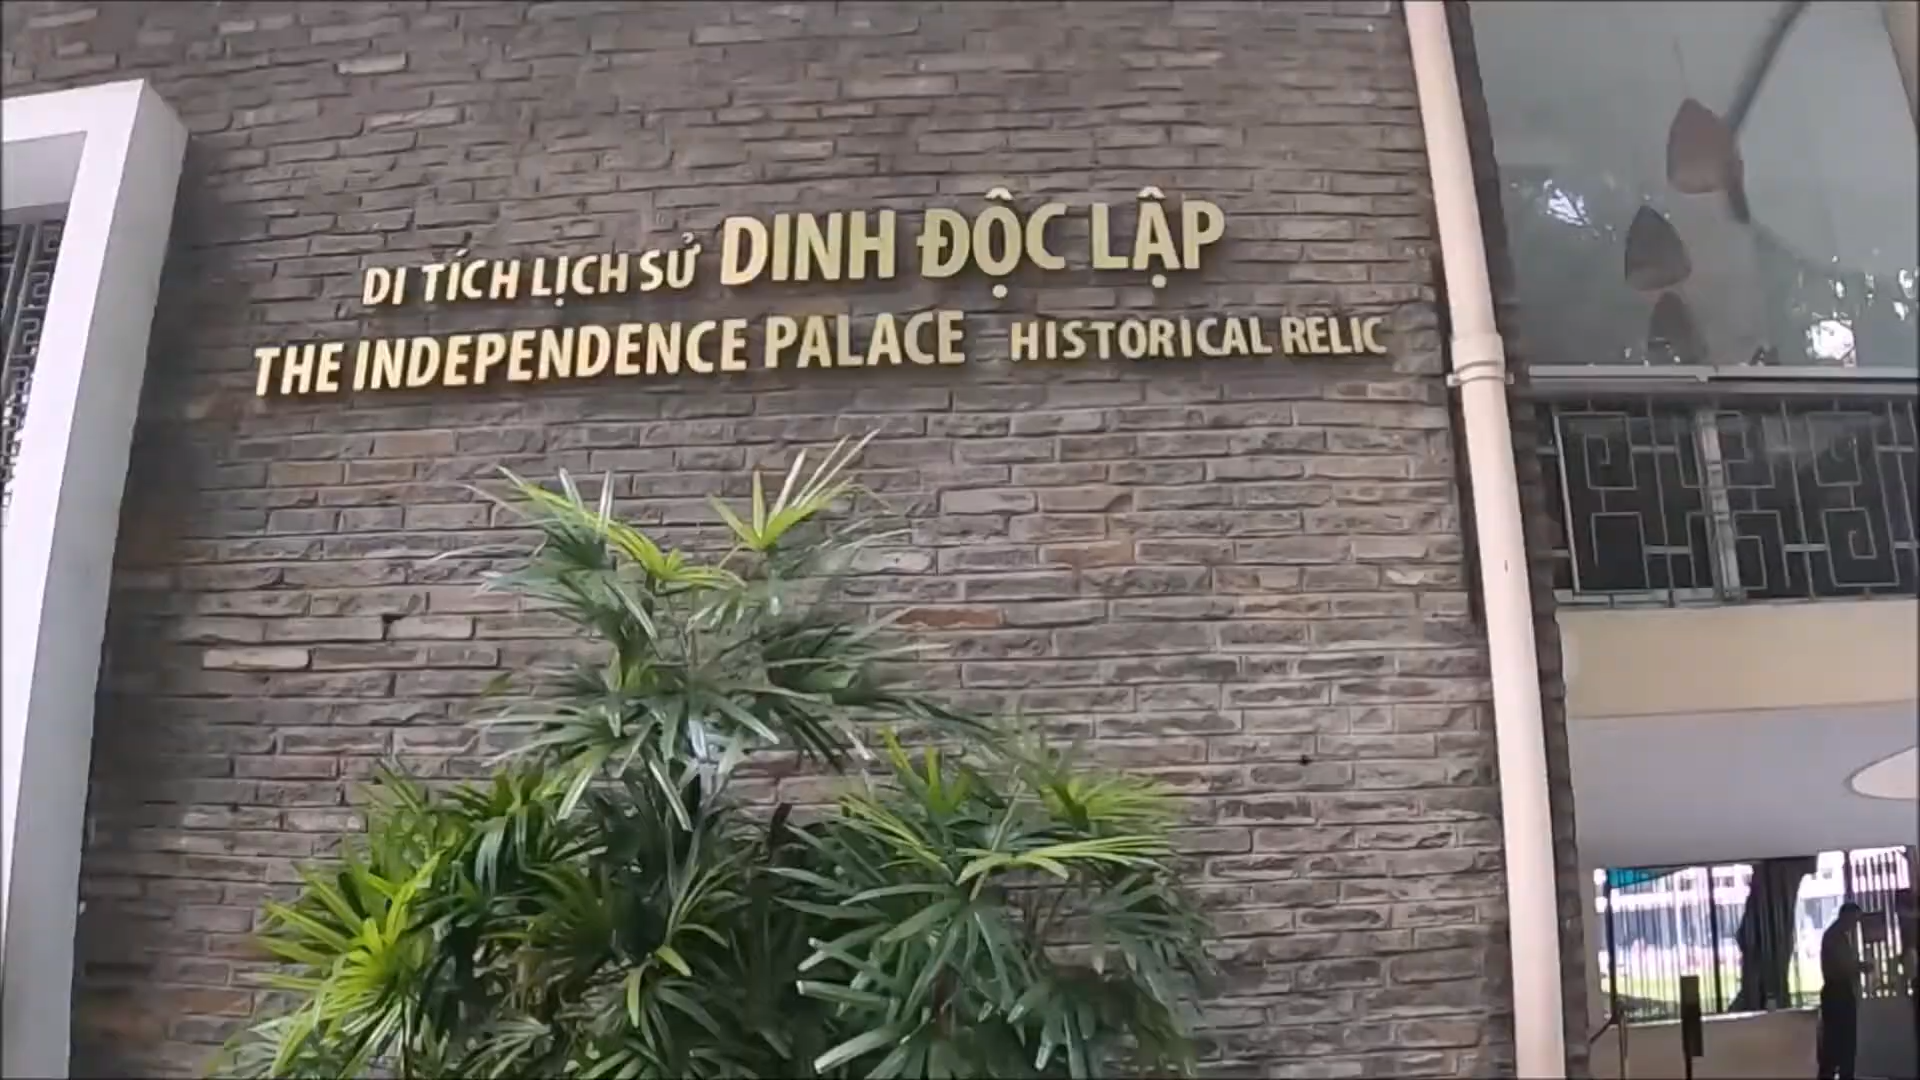 DI TÍCH LỊCH SỬ DINH ĐỘC LẬP
THE INDEPENDENCE PALACE HISTORICAL RELIC